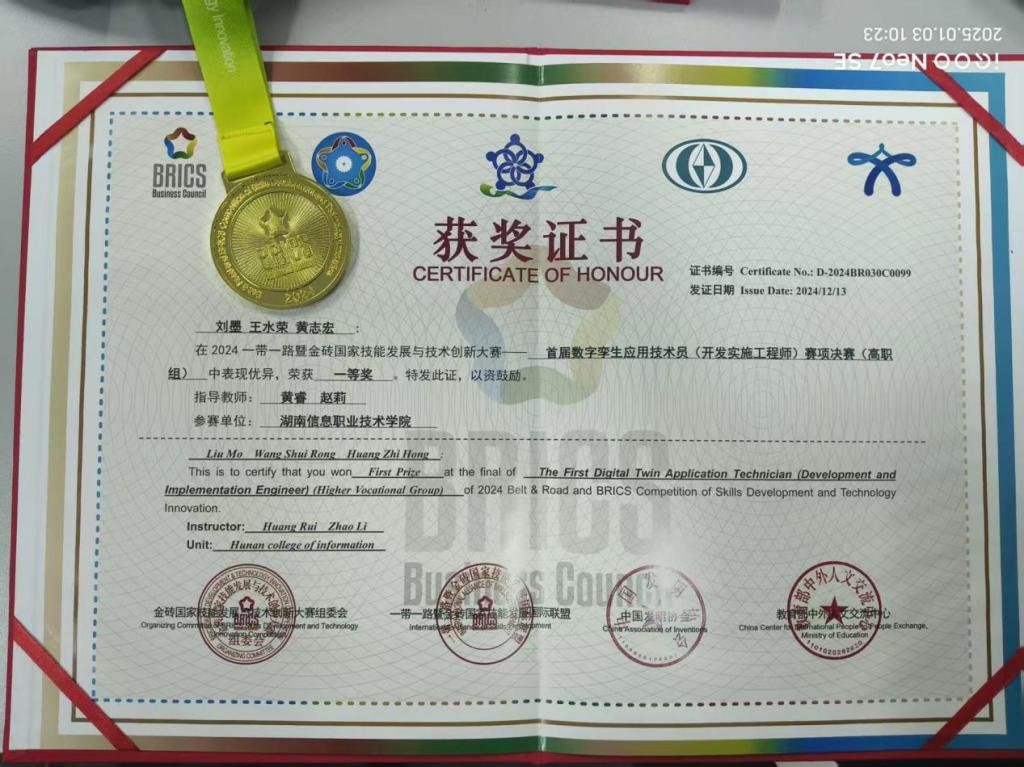 2025.01.03 10:23
iQOO Neo7 SE
BRICS
Business Council
BRICS
2024
获奖证书
CERTIFICATE OF HONOUR
证书编号 Certificate No.: D-2024BR030C0099
发证日期 Issue Date: 2024/12/13
刘墨 王水荣 黄志宏 :
在 2024 一带一路暨金砖国家技能发展与技术创新大赛—— 首届数字孪生应用技术员（开发实施工程师）赛项决赛（高职
组） 中表现优异，荣获 一等奖 。特发此证，以资鼓励。
指导教师： 黄睿 赵莉
参赛单位： 湖南信息职业技术学院
Liu Mo Wang Shui Rong Huang Zhi Hong :
This is to certify that you won First Prize at the final of The First Digital Twin Application Technician (Development and
Implementation Engineer) (Higher Vocational Group) of 2024 Belt & Road and BRICS Competition of Skills Development and Technology
Innovation.
Instructor: Huang Rui Zhao Li
Unit: Hunan college of information
BRICS
Business Council
金砖国家技能发展与技术创新大赛组委会
一带一路暨金砖国家技能发展国际联盟
中国发明协会
China Association of Inventions
教育部中外人文交流中心
China Center for International People to People Exchange,
Ministry of Education